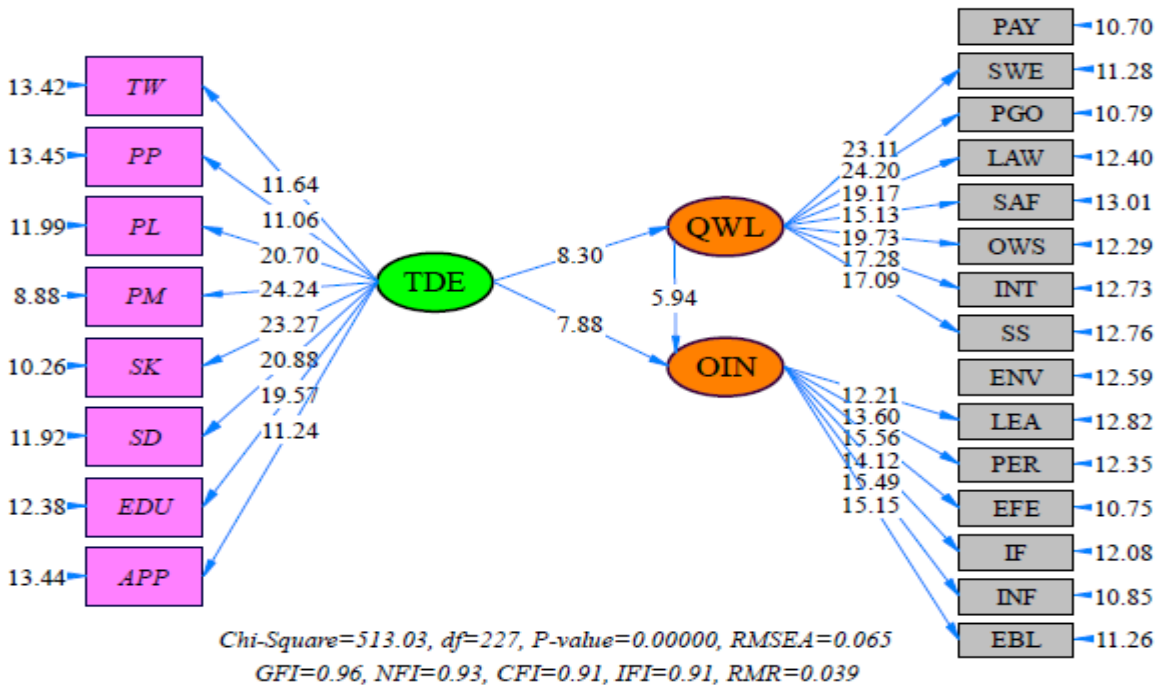 13.42 TW
13.45 PP
11.99 PL
8.88 PM
10.26 SK
11.92 SD
12.38 EDU
13.44 APP
11.64
11.06
20.70
24.24
23.27
20.88
19.57
11.24
TDE
8.30
7.88
QWL
5.94
OIN
23.11
24.20
19.17
15.13
19.73
17.28
17.09
12.21
13.60
15.56
14.12
15.49
15.15
PAY 10.70
SWE 11.28
PGO 10.79
LAW 12.40
SAF 13.01
OWS 12.29
INT 12.73
SS 12.76
ENV 12.59
LEA 12.82
PER 12.35
EFE 10.75
IF 12.08
INF 10.85
EBL 11.26
Chi-Square=513.03, df=227, P-value=0.00000, RMSEA=0.065
GFI=0.96, NFI=0.93, CFI=0.91, IFI=0.91, RMR=0.039